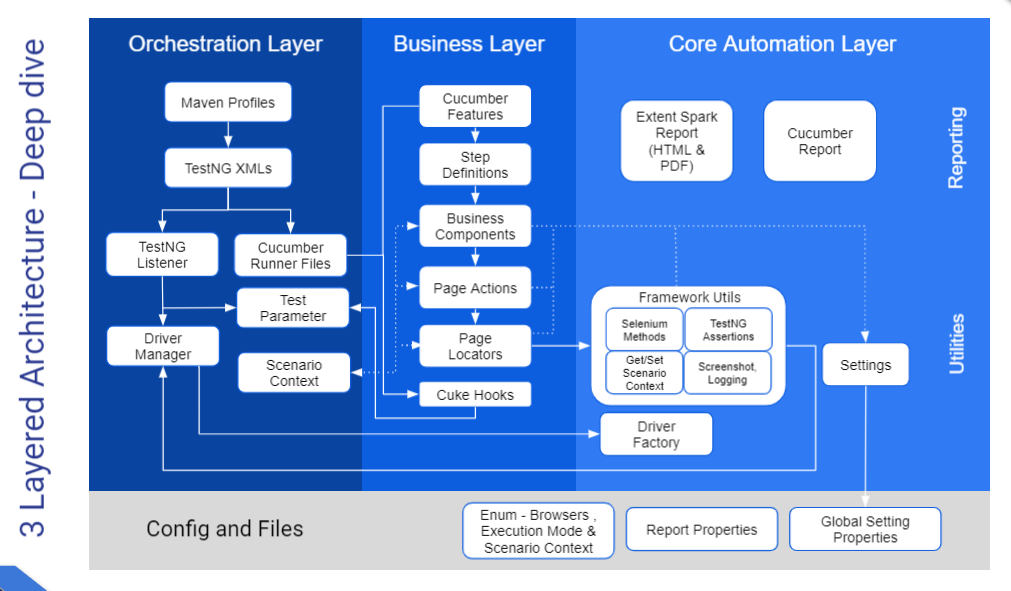 3 Layered Architecture - Deep dive
Orchestration Layer
Business Layer
Core Automation Layer
Maven Profiles
TestNG XMLs
TestNG
Listener
Cucumber
Runner Files
Test
Parameter
Driver
Manager
Scenario
Context
Cucumber
Features
Step
Definitions
Business
Components
Page Actions
Page
Locators
Cuke Hooks
Extent Spark
Report
(HTML &
PDF)
Cucumber
Report
Reporting
Framework Utils
Selenium
Methods
TestNG
Assertions
Get/Set
Scenario
Context
Screenshot,
Logging
Settings
Utilities
Driver
Factory
Config and Files
Enum - Browsers ,
Execution Mode &
Scenario Context
Report Properties
Global Setting
Properties